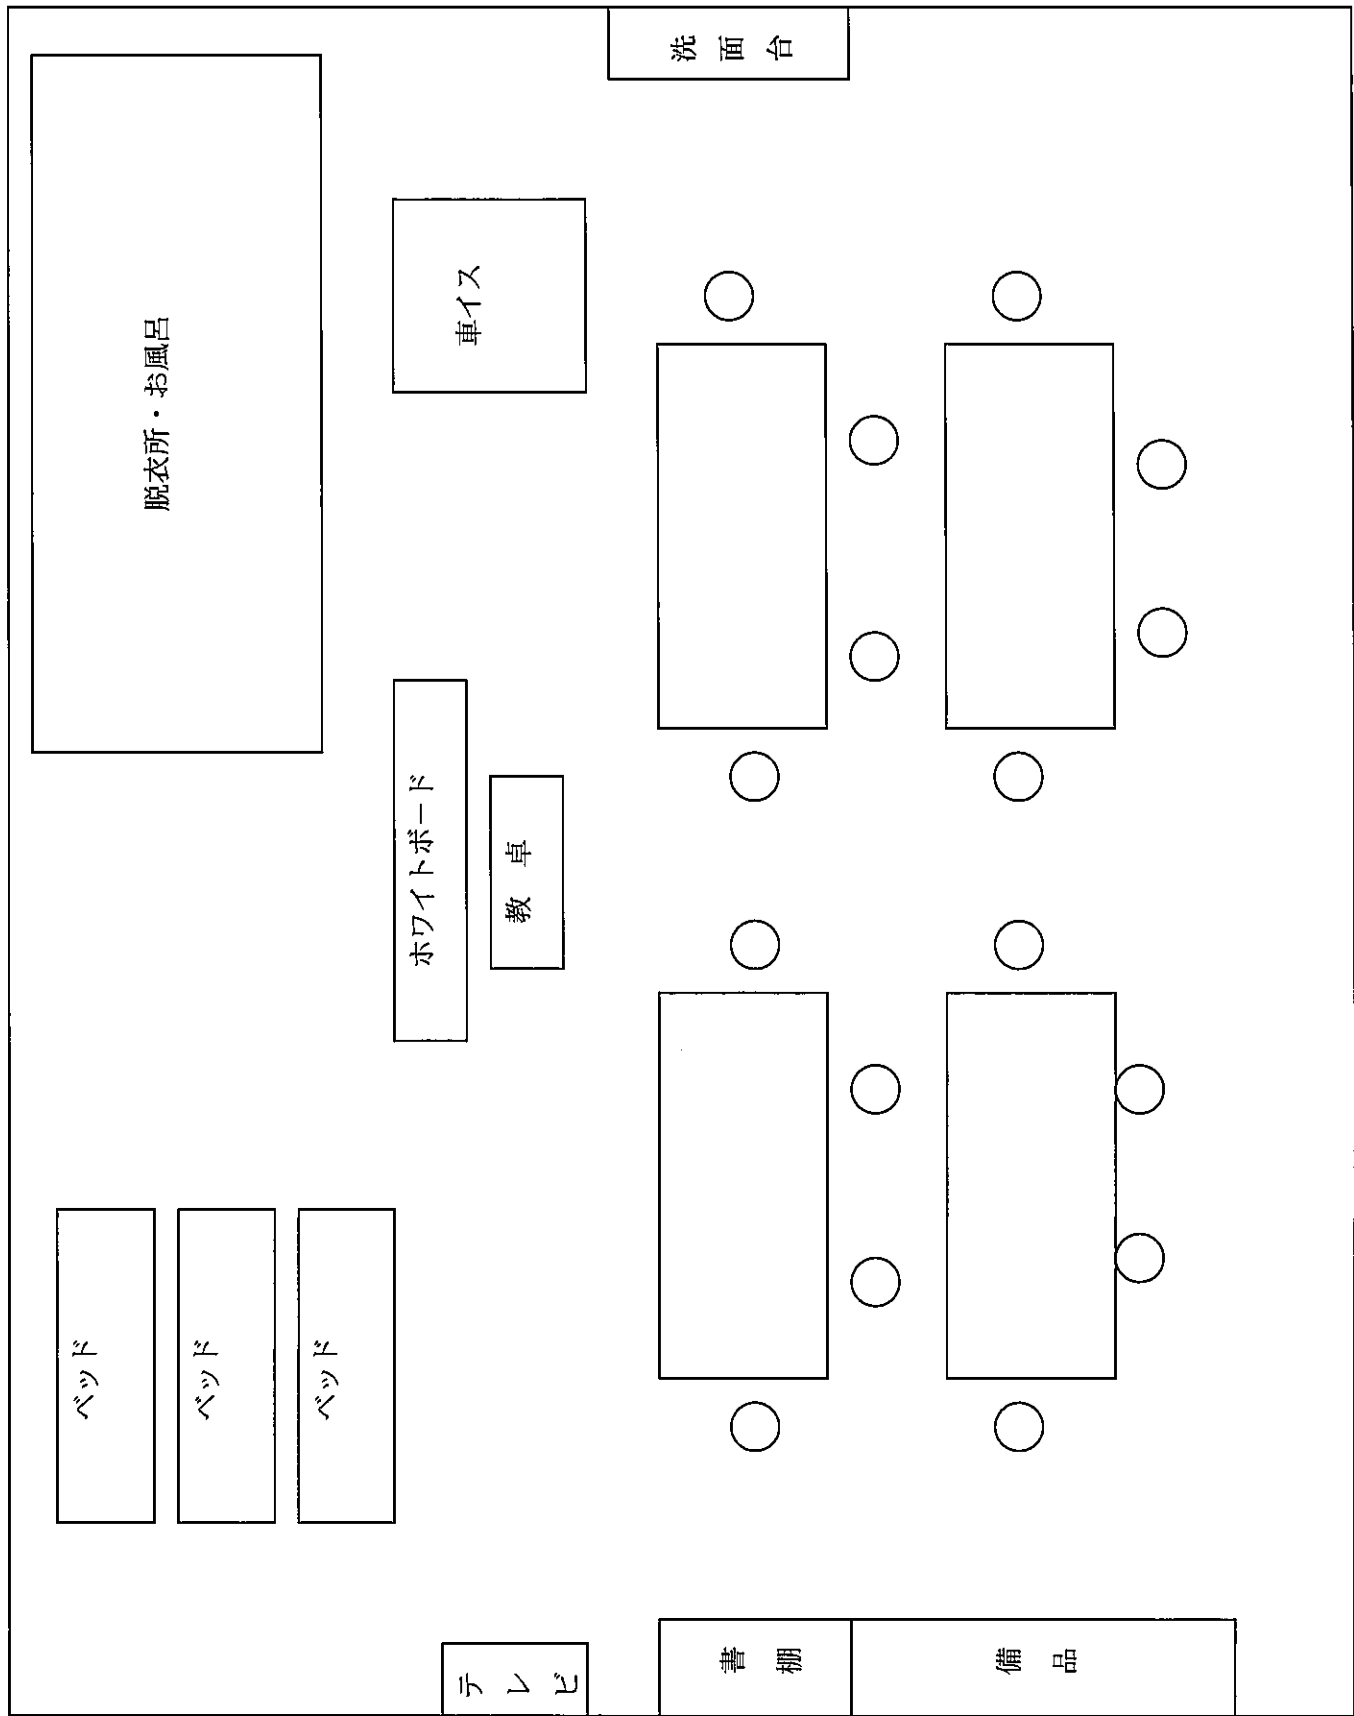 ベッド
ベッド
ベッド
脱衣所・お風呂
テレビ
ホワイトボード
教卓
車イス
書棚
備品
洗面台